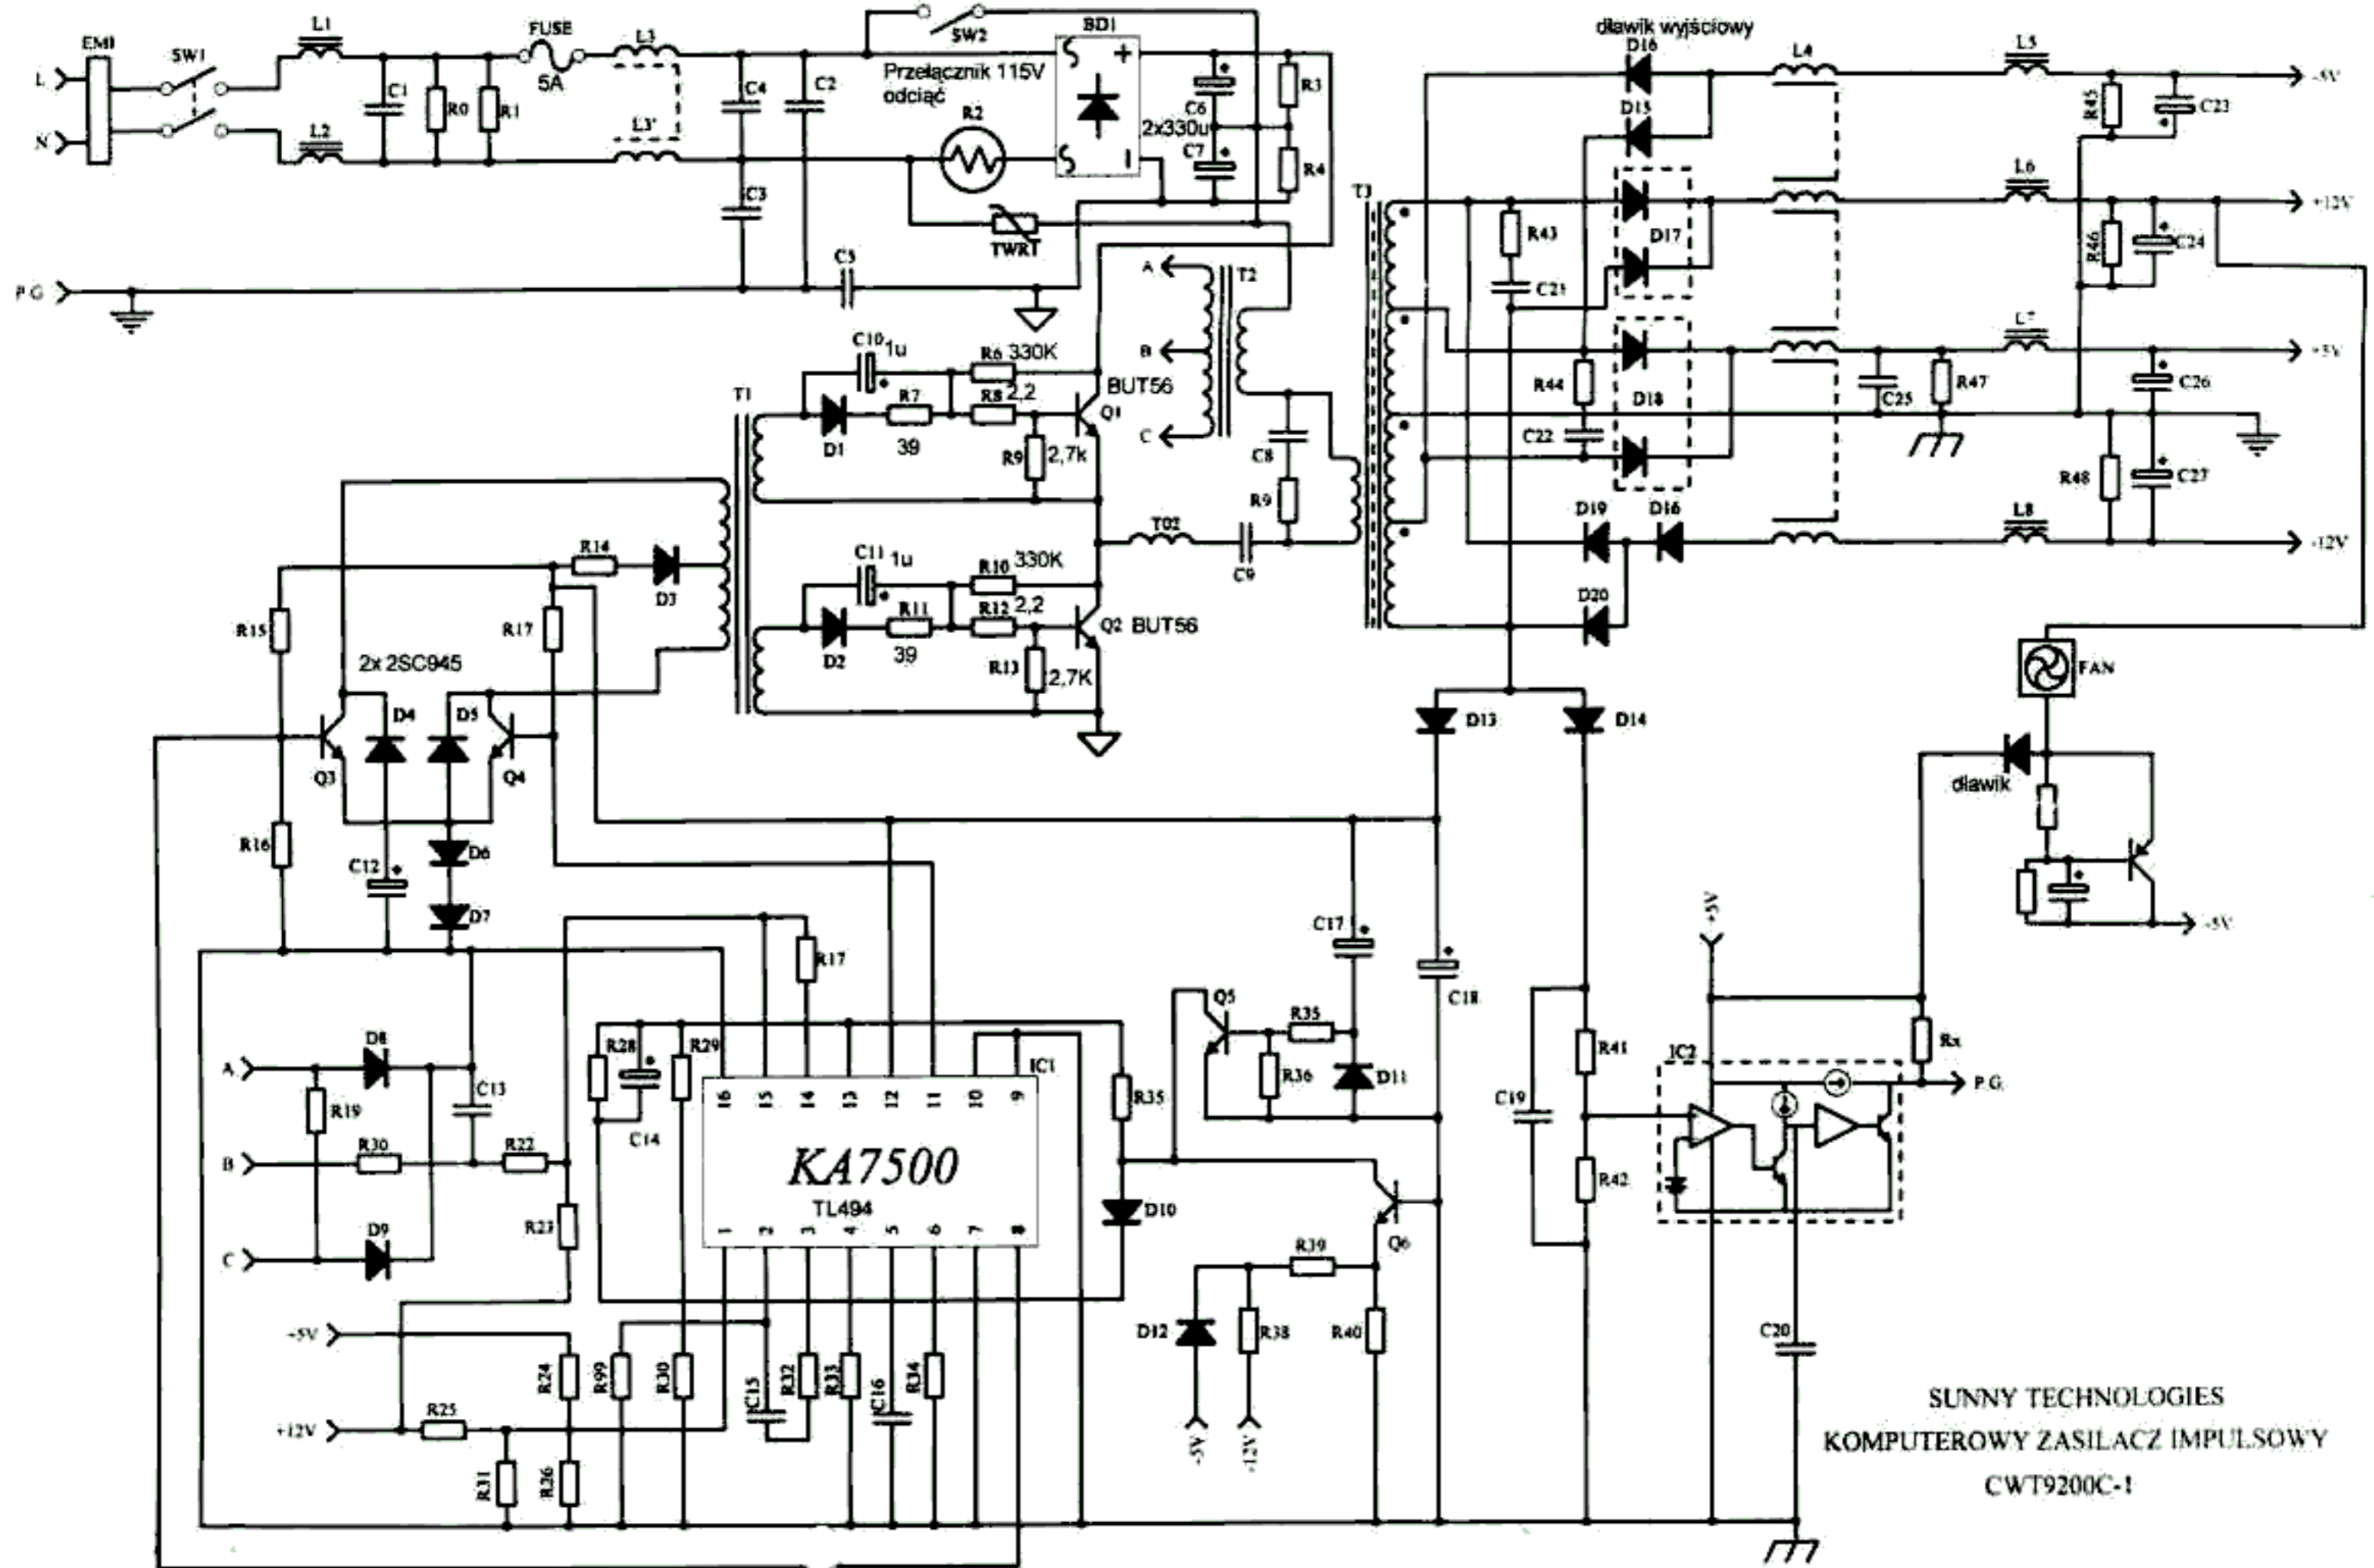 EMI
L
N
SW1
L1
L2
C1
R0
R1
FUSE
5A
L3
L3'
C4
C2
C3
SW2
BD1
Przełącznik 115V
odciąć
R2
TWRT
C6
2x330u
C7
R3
R4
P G
C5
A
B
C
T2
T3
dławik wyjściowy
D16
D15
L4
L5
R45
C23
-5V
R43
C21
D17
L6
R46
C24
+12V
R44
C22
D18
C25
R47
L7
C26
+5V
R48
C27
D19
D16
L8
-12V
D20
T1
C10
1u
R6 330K
D1
R7
39
R8 2,2
BUT56
Q1
R9
2,7k
C8
R9
T02
C9
C11
1u
R10
330K
D2
R11
39
R12 2,2
Q2 BUT56
R13
2,7K
R14
D3
R15
R17
2x 2SC945
D4
D5
Q3
Q4
R16
C12
D6
D7
FAN
dławik
-5V
D13
D14
R17
C17
C18
Q5
R35
R36
D11
A
D8
C13
R19
B
R30
R22
C
D9
R23
R28
R29
C14
IC1
16
15
14
13
12
11
10
9
KA7500
TL494
1
2
3
4
5
6
7
8
R35
D10
Q6
R39
D12
R38
R40
-5V
-12V
C19
R41
R42
+5V
IC2
Rx
P G
C20
+5V
R24
R99
R30
C15
R32
R33
C16
R34
+12V
R25
R31
R26
SUNNY TECHNOLOGIES
KOMPUTEROWY ZASILACZ IMPULSOWY
CWT9200C-1